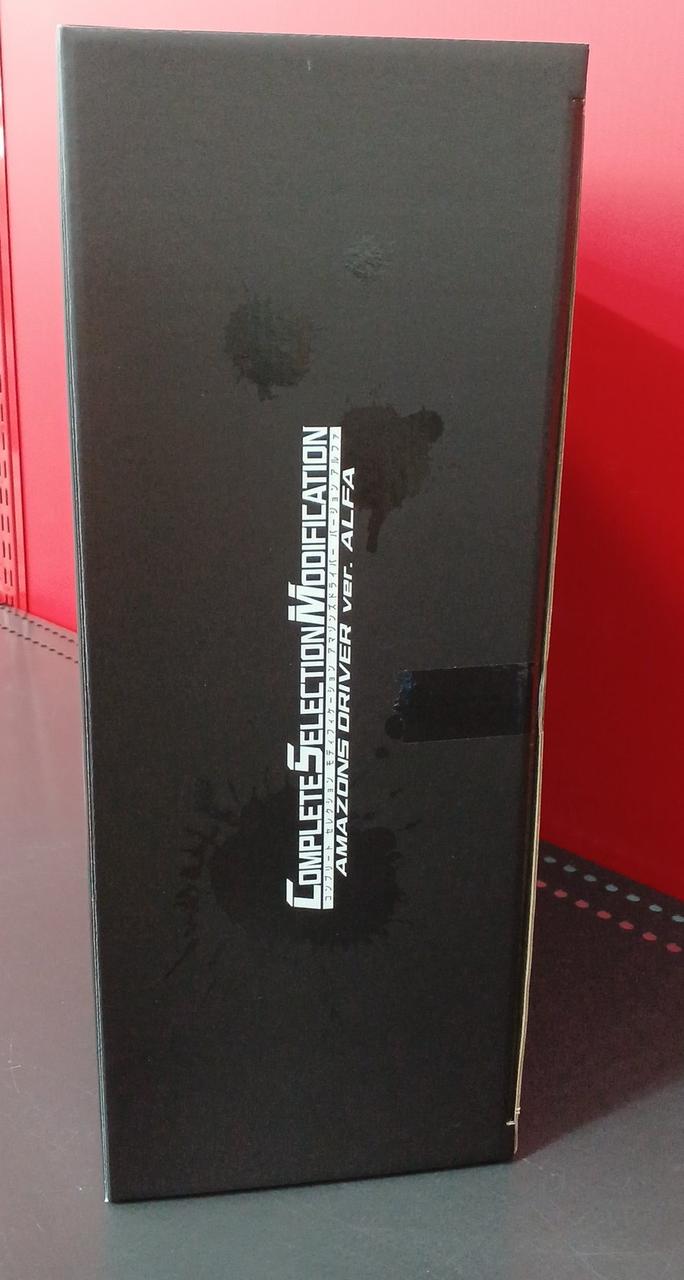 COMPLETE SELECTION MODIFICATION
コンプリート セレクション モディフィケーション アマゾンズドライバー バージョン アルファ
AMAZONS DRIVER ver. ALFA